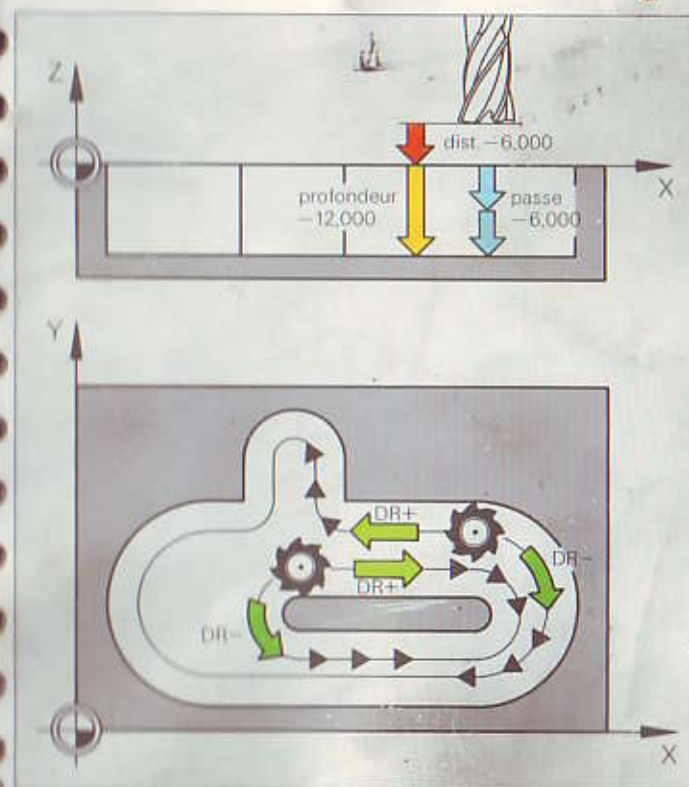 Z
dist. -6,000
X
profondeur
-12,000
passe
-6,000
Y
DR+
DR-
DR+
DR-
X